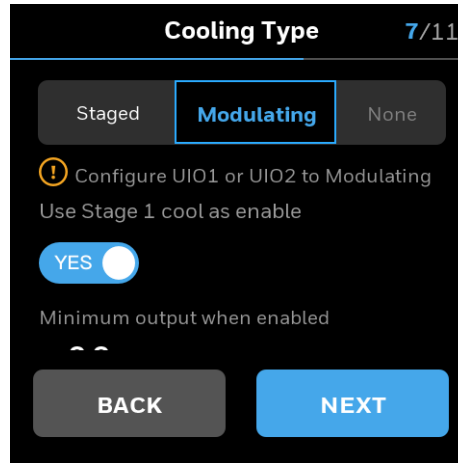 Cooling Type 7/11
Staged Modulating None
! Configure UIO1 or UIO2 to Modulating
Use Stage 1 cool as enable
YES
Minimum output when enabled
BACK NEXT